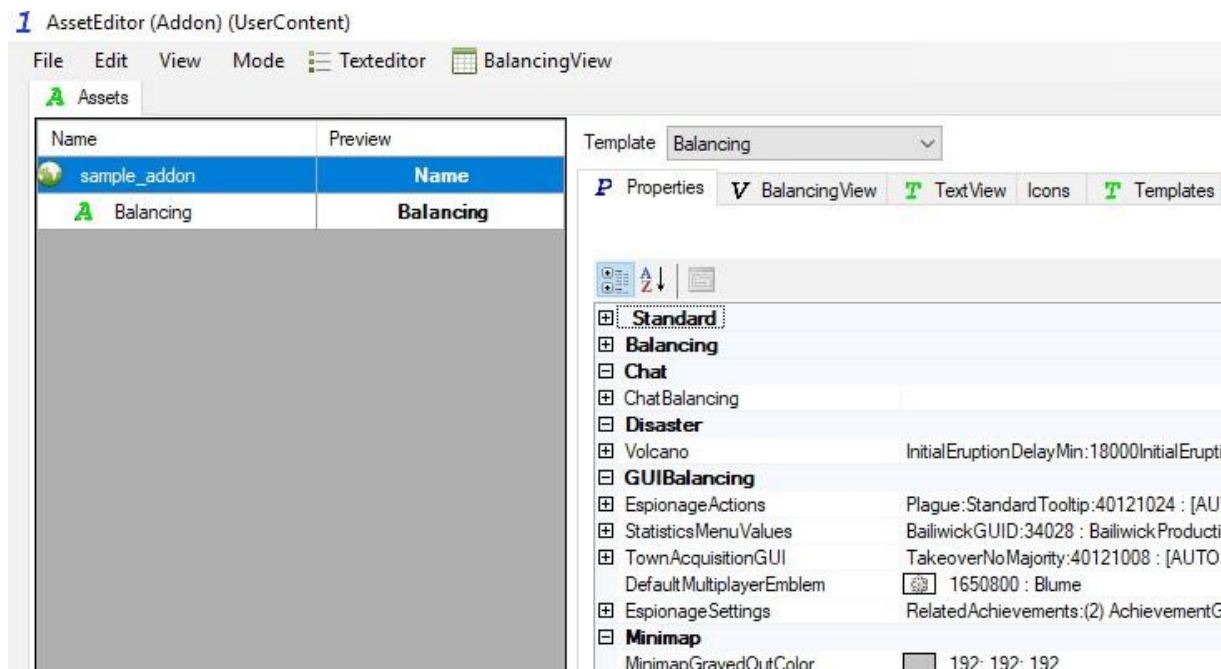 1 AssetEditor (Addon) (UserContent)
File Edit View Mode Texteditor BalancingView
A Assets
Name Preview
sample_addon Name
A Balancing Balancing
Template Balancing
P Properties V BalancingView T TextView Icons T Templates
A Z
Standard
Balancing
Chat
ChatBalancing
Disaster
Volcano InitialEruptionDelayMin:18000InitialErupti
GUIBalancing
EspionageActions Plague:StandardTooltip:40121024 : [AU
StatisticsMenuValues BailiwickGUID:34028 : BailiwickProducti
TownAcquisitionGUI TakeoverNoMajority:40121008 : [AUTO
DefaultMultiplayerEmblem 1650800 : Blume
EspionageSettings RelatedAchievements:(2) AchievementG
Minimap
MinimapGrayedOutColor 192; 192; 192